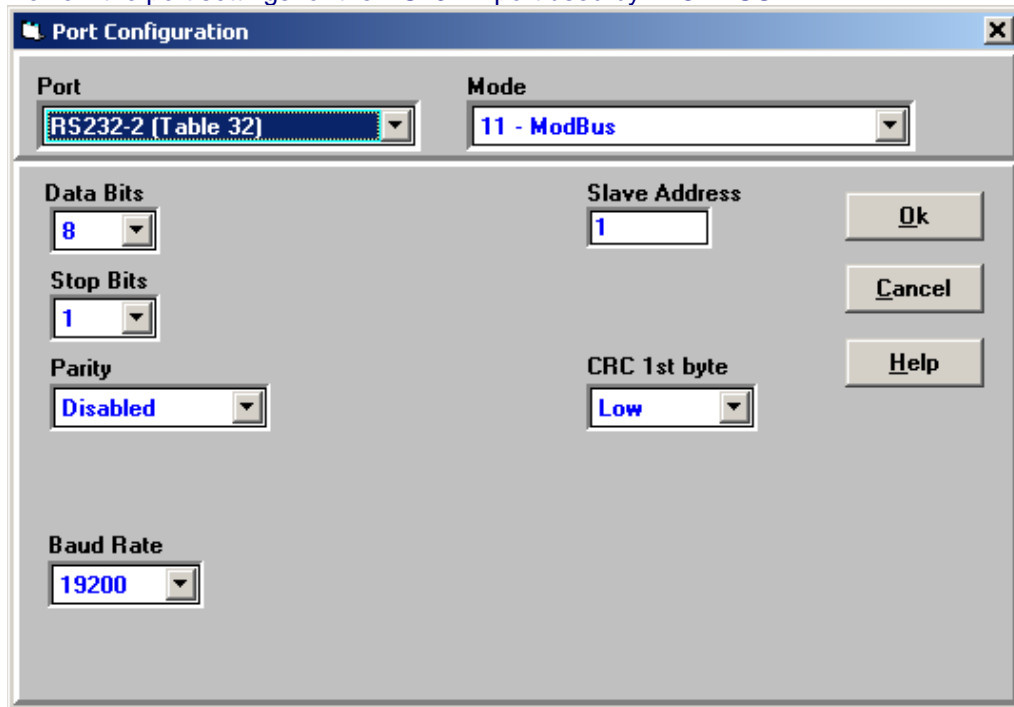 Port Configuration
Port
Mode
RS232-2 (Table 32)
11 - ModBus
Data Bits
8
Slave Address
1
Ok
Stop Bits
1
Cancel
Parity
Disabled
CRC 1st byte
Low
Help
Baud Rate
19200